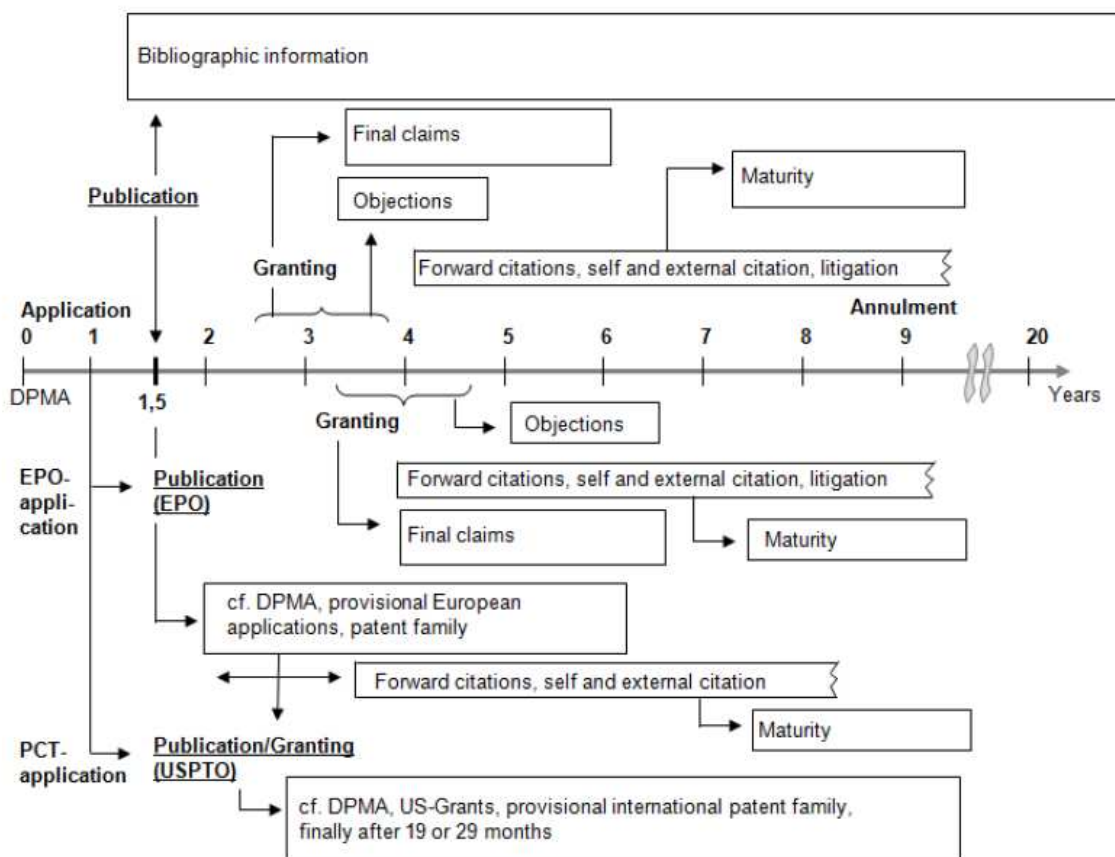 Bibliographic information
Final claims
Maturity
Publication
Objections
Granting
Forward citations, self and external citation, litigation
Application
Annulment
0 1 2 3 4 5 6 7 8 9 20
DPMA
1,5
Years
Granting
Objections
EPO-
appli-
cation
Publication
(EPO)
Forward citations, self and external citation, litigation
Final claims
Maturity
cf. DPMA, provisional European
applications, patent family
Forward citations, self and external citation
Maturity
PCT-
application
Publication/Granting
(USPTO)
cf. DPMA, US-Grants, provisional international patent family,
finally after 19 or 29 months